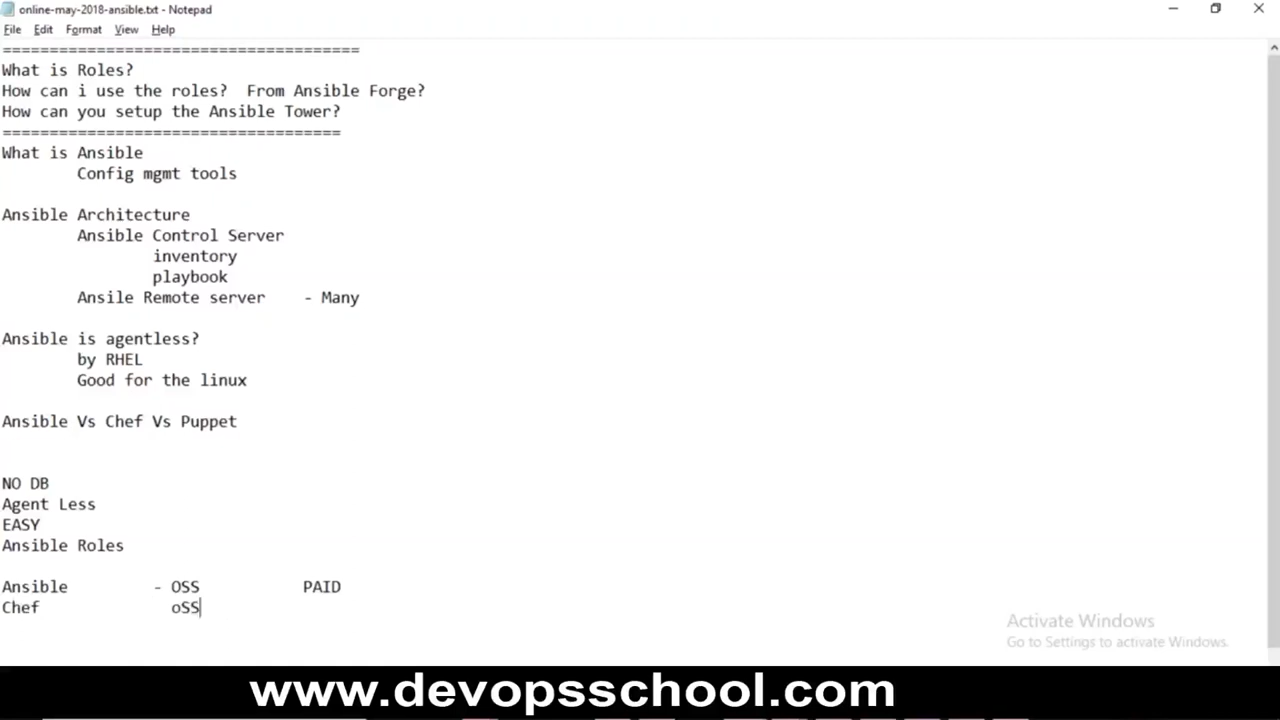 online-may-2018-ansible.txt - Notepad
File Edit Format View Help
======================================
What is Roles?
How can i use the roles?  From Ansible Forge?
How can you setup the Ansible Tower?
====================================
What is Ansible
        Config mgmt tools
Ansible Architecture
        Ansible Control Server
                inventory
                playbook
        Ansile Remote server    - Many
Ansible is agentless?
        by RHEL
        Good for the linux
Ansible Vs Chef Vs Puppet
NO DB
Agent Less
EASY
Ansible Roles
Ansible         - OSS           PAID
Chef              oSS
Activate Windows
Go to Settings to activate Windows.
www.devopsschool.com